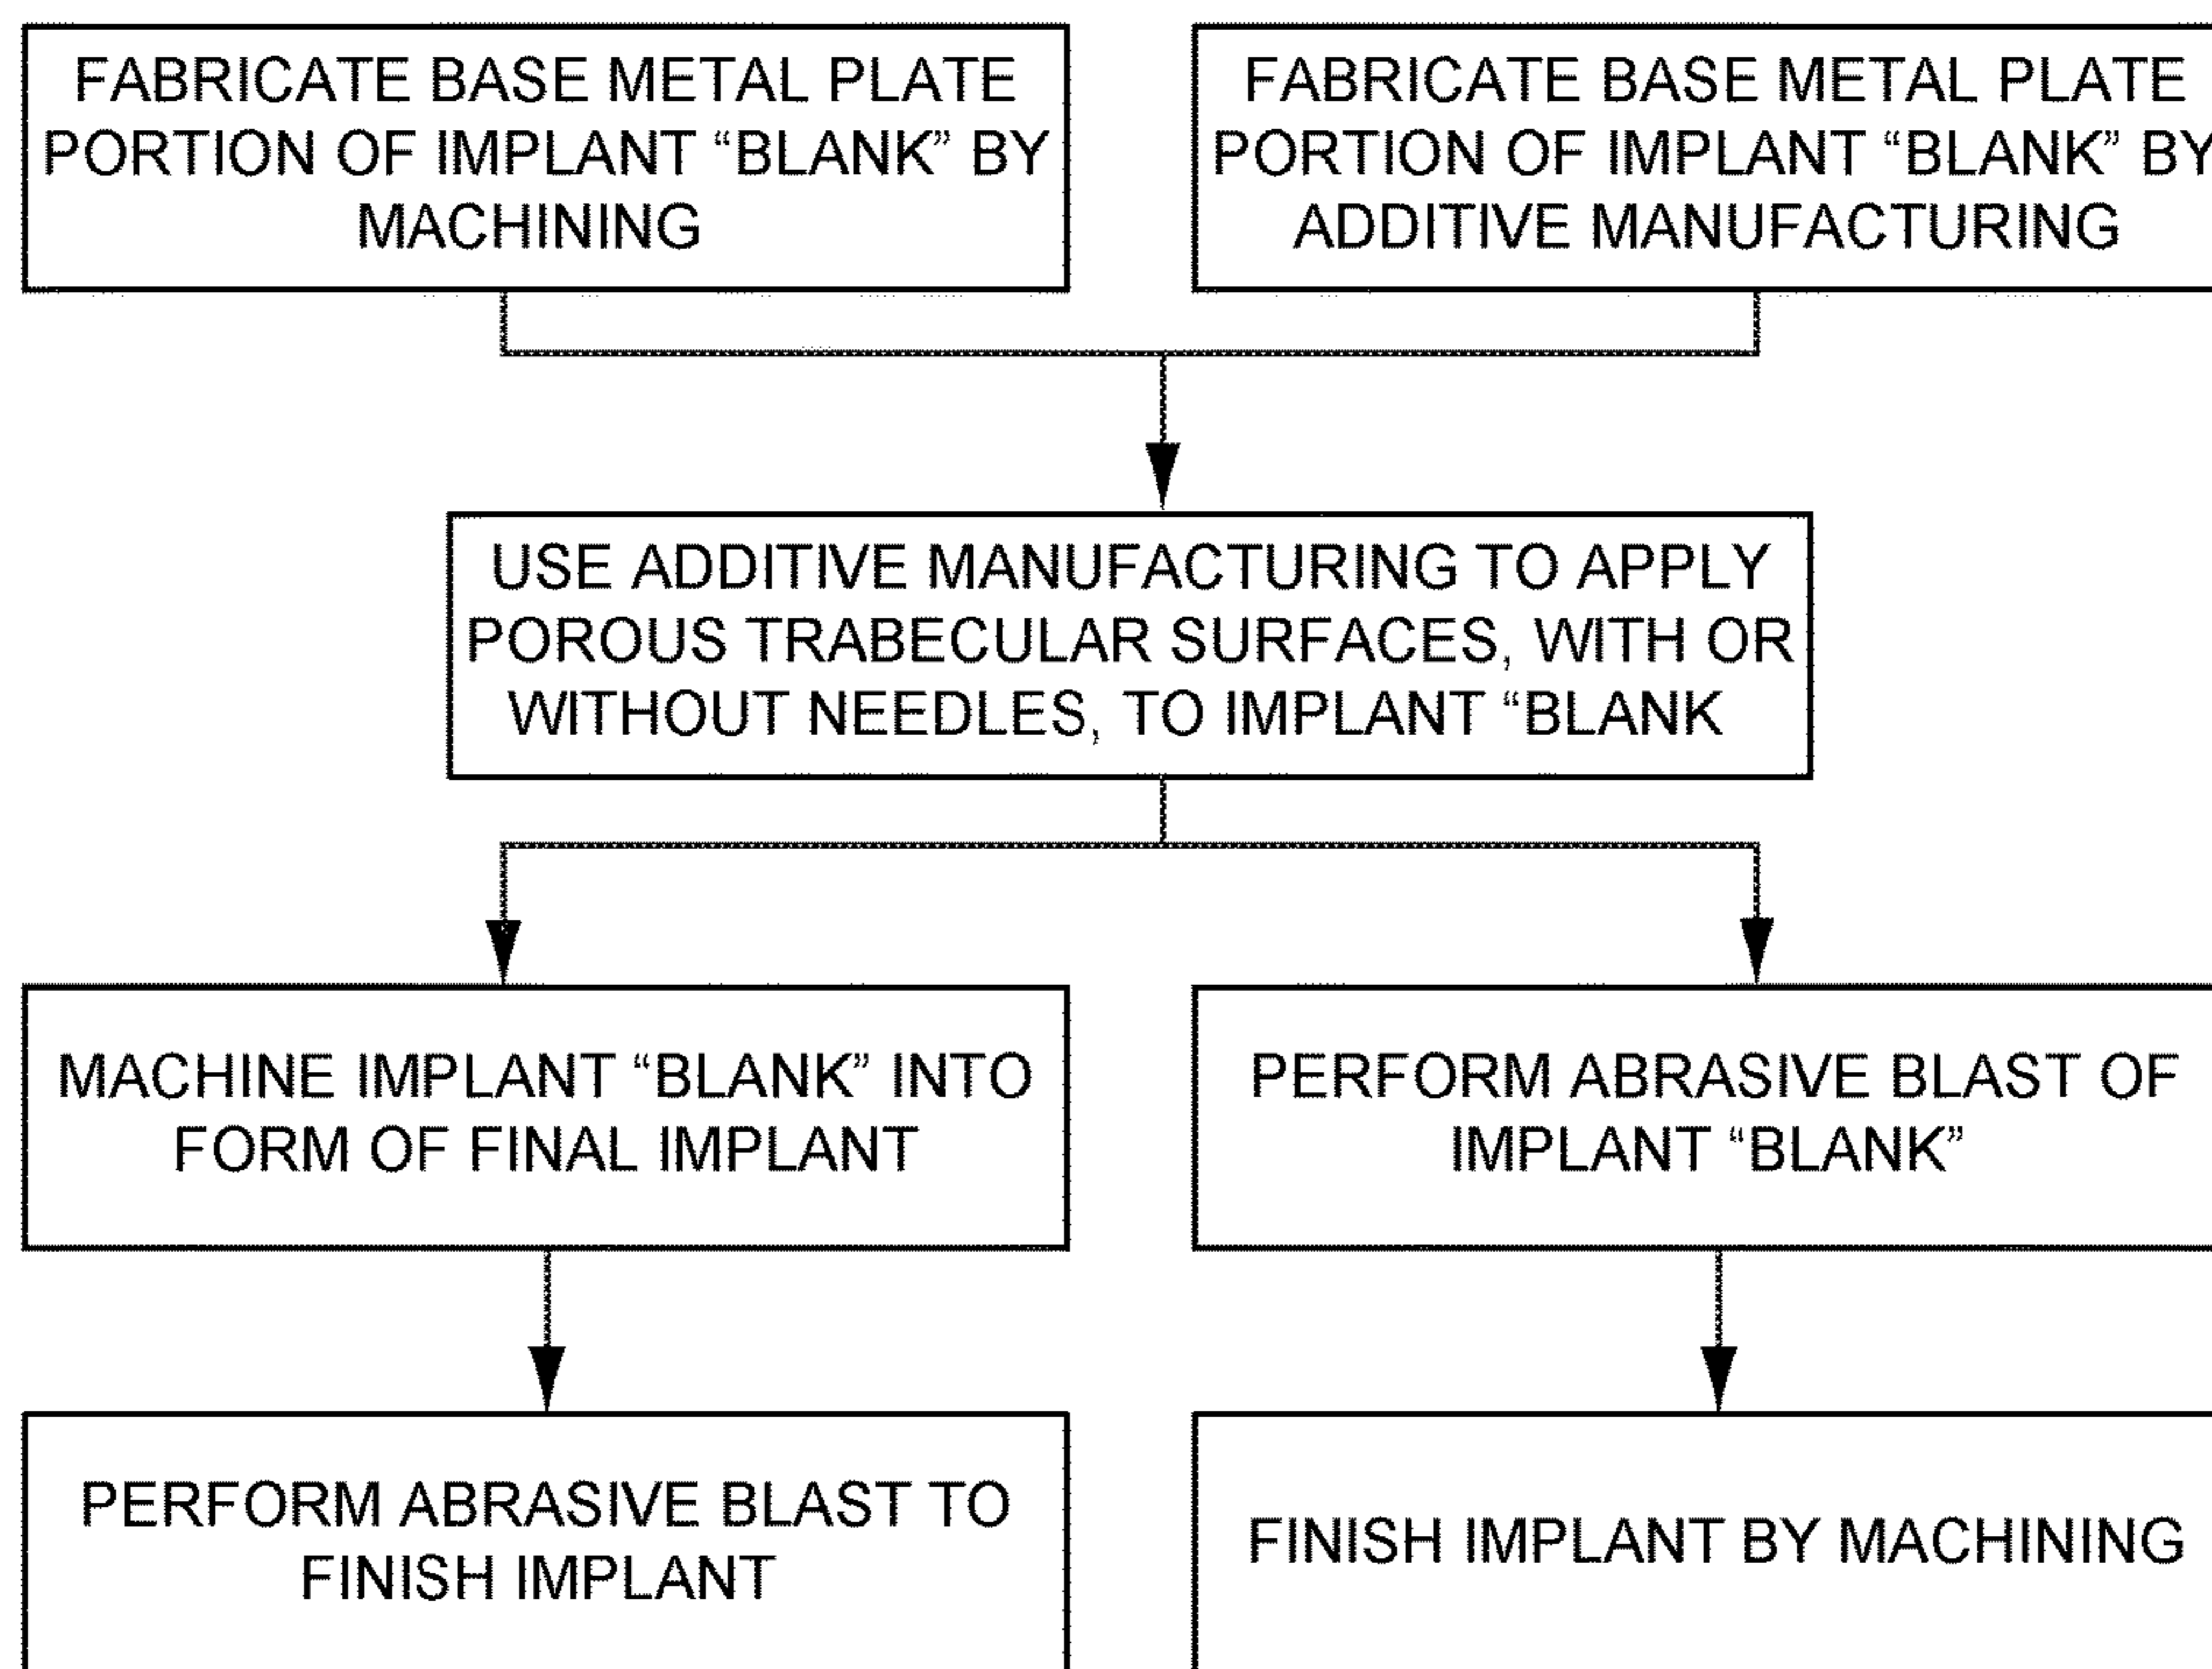 FABRICATE BASE METAL PLATE
PORTION OF IMPLANT “BLANK” BY
MACHINING
FABRICATE BASE METAL PLATE
PORTION OF IMPLANT “BLANK” BY
ADDITIVE MANUFACTURING
USE ADDITIVE MANUFACTURING TO APPLY
POROUS TRABECULAR SURFACES, WITH OR
WITHOUT NEEDLES, TO IMPLANT “BLANK
MACHINE IMPLANT “BLANK” INTO
FORM OF FINAL IMPLANT
PERFORM ABRASIVE BLAST OF
IMPLANT “BLANK”
PERFORM ABRASIVE BLAST TO
FINISH IMPLANT
FINISH IMPLANT BY MACHINING